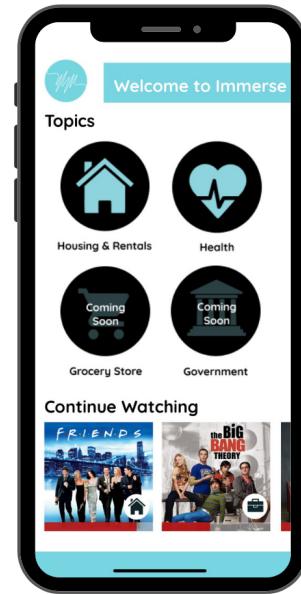 Welcome to Immerse
Topics
Housing & Rentals
Health
Coming
Soon
Coming
Soon
Grocery Store
Government
Continue Watching
F·R·I·E·N·D·S
the BIG
BANG
THEORY